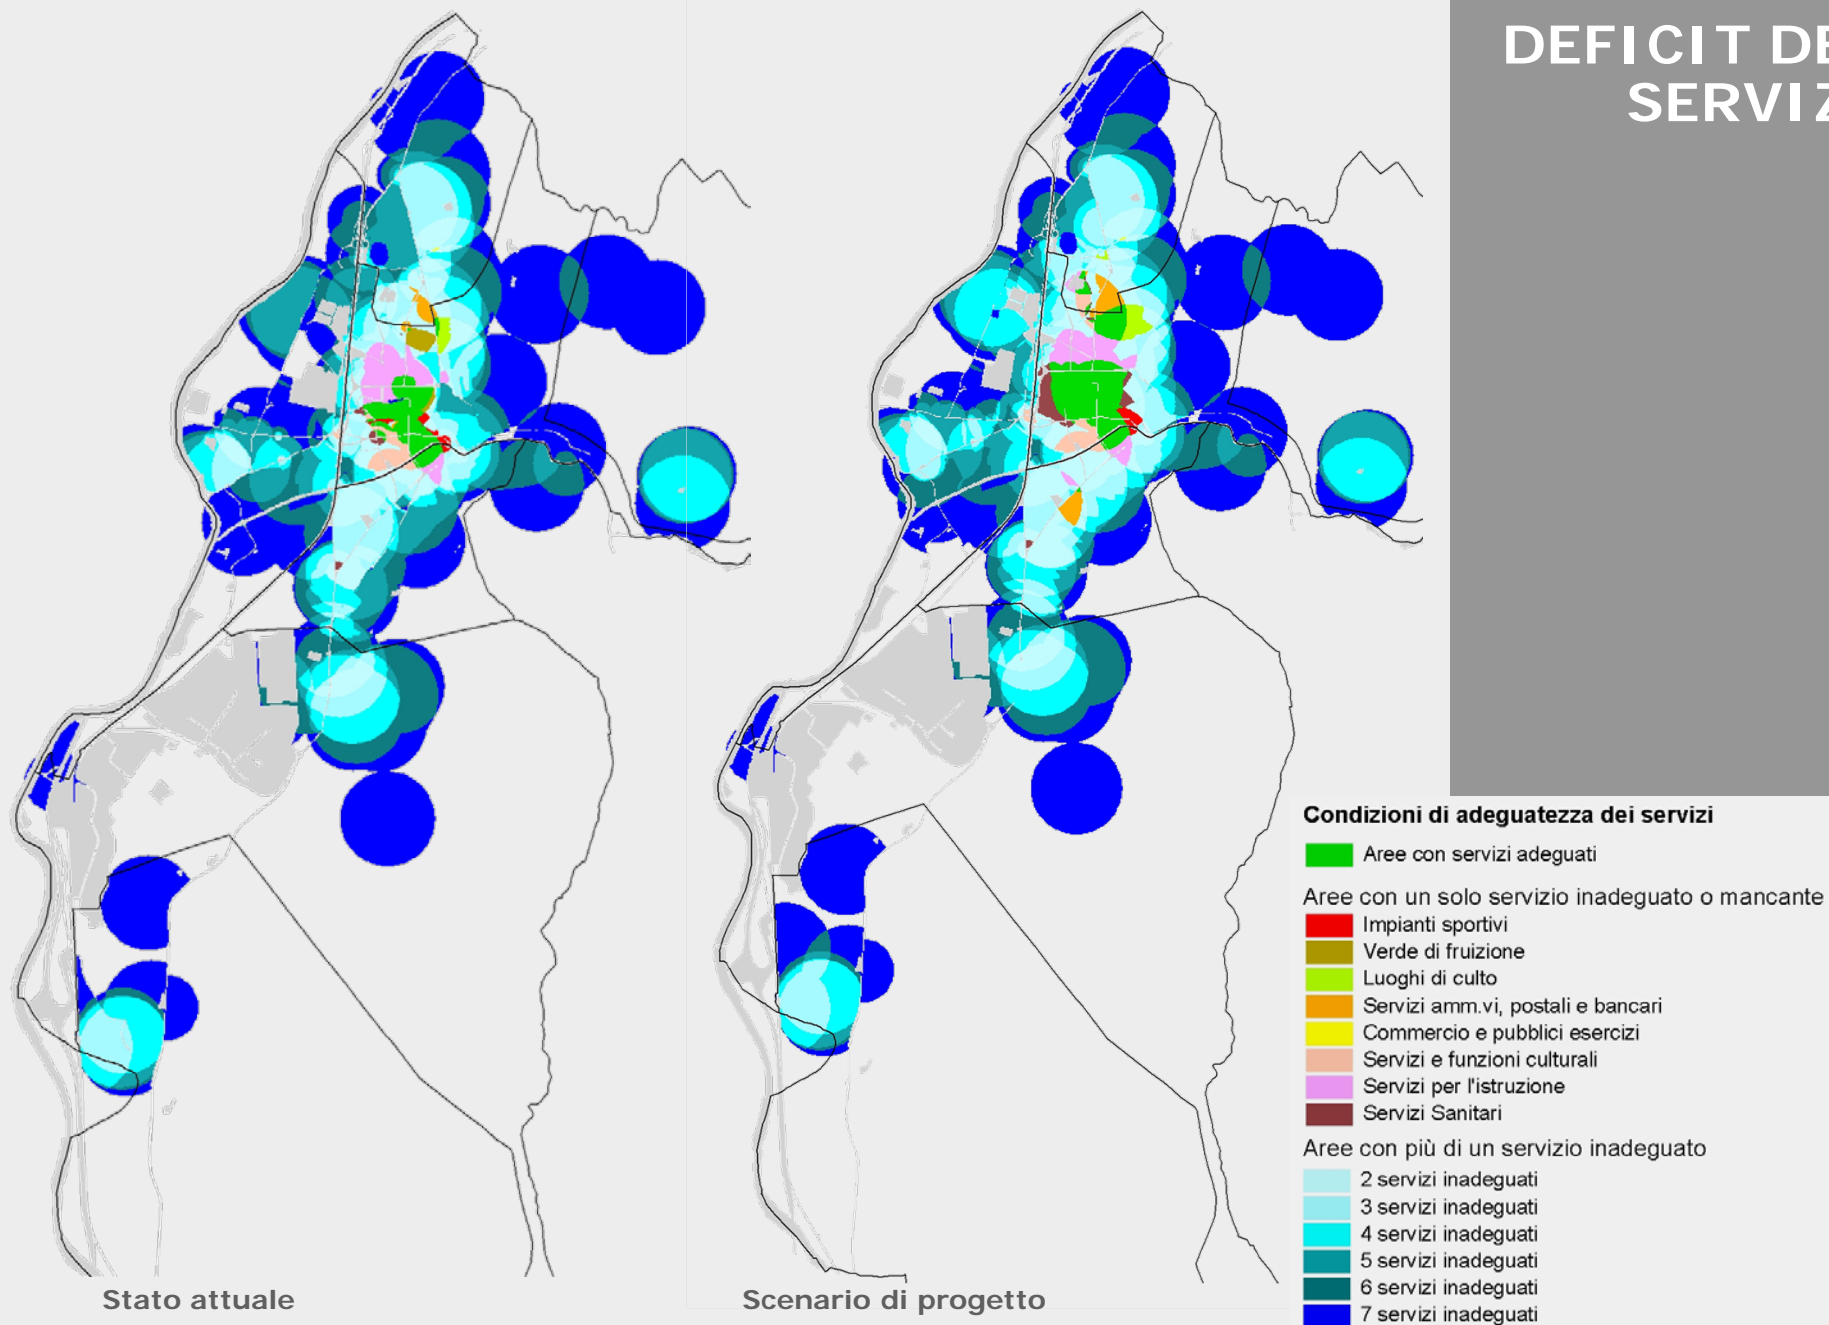 DEFICIT DE
SERVIZ
Condizioni di adeguatezza dei servizi
Aree con servizi adeguati
Aree con un solo servizio inadeguato o mancante
Impianti sportivi
Verde di fruizione
Luoghi di culto
Servizi amm.vi, postali e bancari
Commercio e pubblici esercizi
Servizi e funzioni culturali
Servizi per l'istruzione
Servizi Sanitari
Aree con più di un servizio inadeguato
2 servizi inadeguati
3 servizi inadeguati
4 servizi inadeguati
5 servizi inadeguati
6 servizi inadeguati
7 servizi inadeguati
Stato attuale
Scenario di progetto